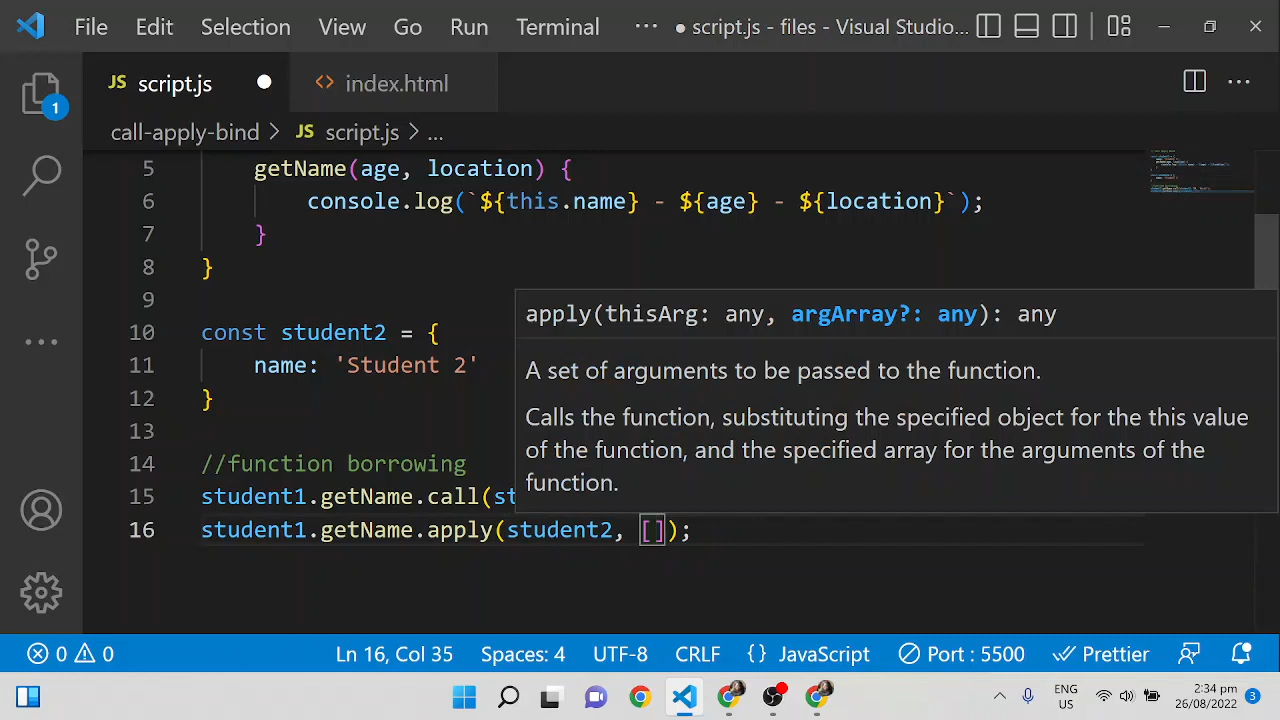 File Edit Selection View Go Run Terminal ··· ● script.js - files - Visual Studio...
JS script.js ● <> index.html ···
1
call-apply-bind > JS script.js > ...
5 getName(age, location) {
6 console.log(`${this.name} - ${age} - ${location}`);
7 }
8 }
9
10 const student2 = {
11 name: 'Student 2'
12 }
13
14 //function borrowing
15 student1.getName.call(st
16 student1.getName.apply(student2, []);
apply(thisArg: any, argArray?: any): any
A set of arguments to be passed to the function.
Calls the function, substituting the specified object for the this value
of the function, and the specified array for the arguments of the
function.
0 0 Ln 16, Col 35 Spaces: 4 UTF-8 CRLF {} JavaScript Port : 5500 Prettier
ENG
US
2:34 pm
26/08/2022
3